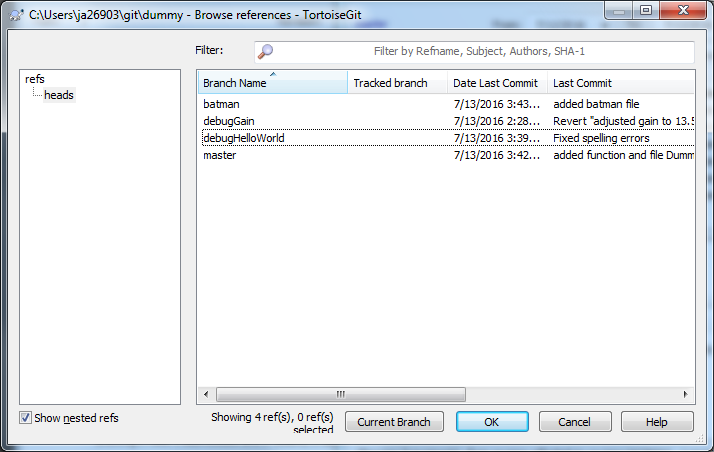 C:\Users\ja26903\git\dummy - Browse references - TortoiseGit
Filter: Filter by Refname, Subject, Authors, SHA-1
refs
heads
Branch Name Tracked branch Date Last Commit Last Commit
batman 7/13/2016 3:43... added batman file
debugGain 7/13/2016 2:28... Revert "adjusted gain to 13.5
debugHelloWorld 7/13/2016 3:39... Fixed spelling errors
master 7/13/2016 3:42... added function and file Dumm
Show nested refs
Showing 4 ref(s), 0 ref(s)
selected
Current Branch OK Cancel Help